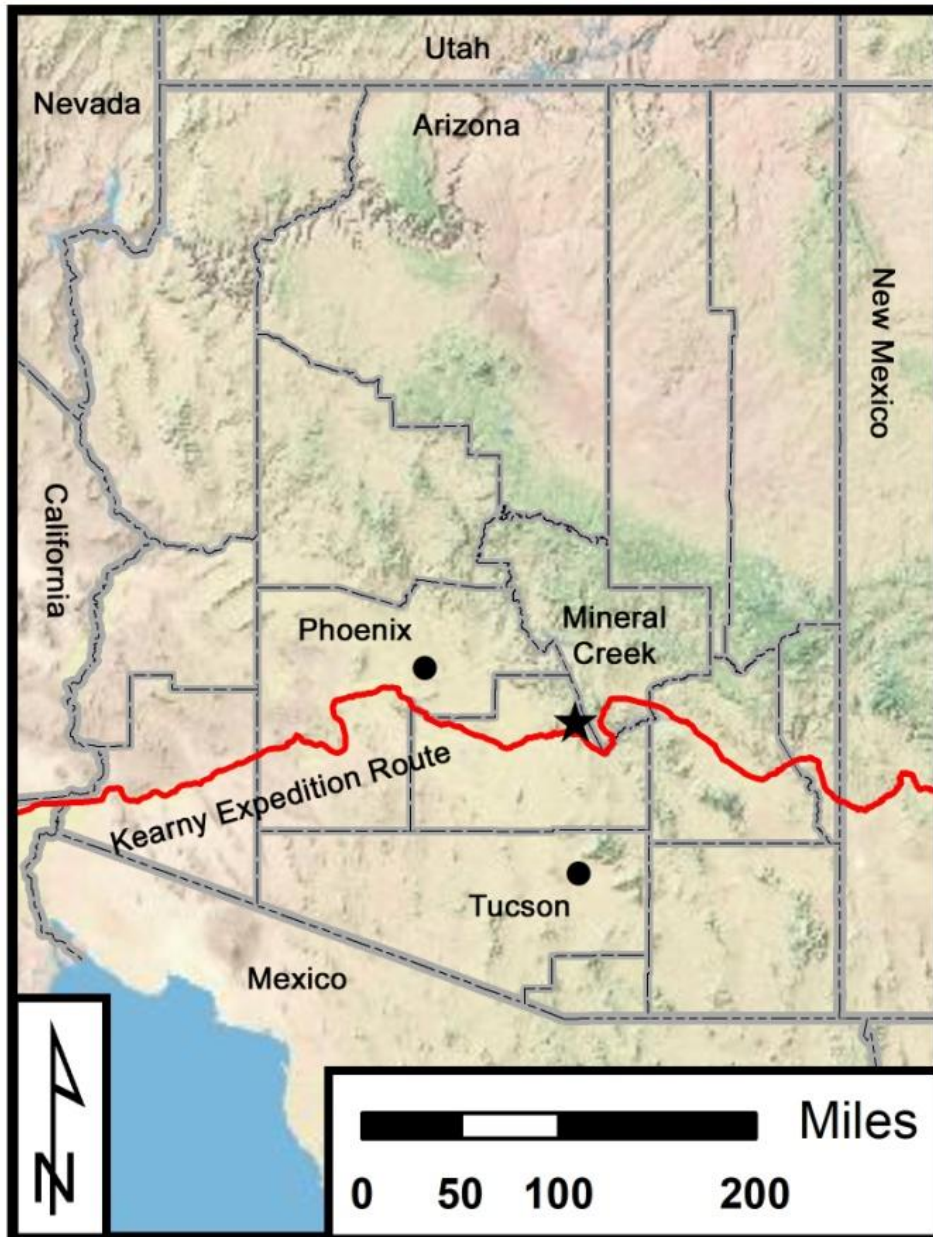 Utah
Nevada
Arizona
New Mexico
California
Phoenix
Mineral
Creek
Kearny Expedition Route
Tucson
Mexico
N
Miles
0 50 100 200